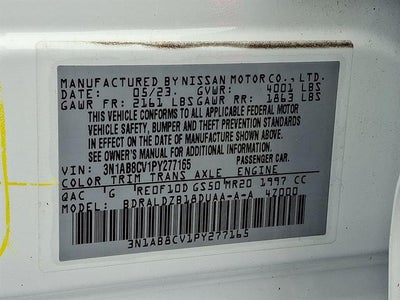 MANUFACTURED BY NISSAN MOTOR CO., LTD.
DATE: 05/23. GVWR: 4001 LBS
GAWR FR: 2161 LBS GAWR RR: 1863 LBS
THIS VEHICLE CONFORMS TO ALL APPLICABLE FEDERAL MOTOR
VEHICLE SAFETY, BUMPER AND THEFT PREVENTION STANDARDS
IN EFFECT ON THE DATE OF MANUFACTURE SHOWN ABOVE.
SEE OWNER'S MANUAL FOR MORE INFORMATION.
VIN: 3N1AB8CV1PY277165 PASSENGER CAR.
COLOR TRIM TRANS AXLE ENGINE
QAC G RE0F10D GS50 MR20 1997 CC
MODEL: BDRALDZB18DUAA-A-A 4Z000
3N1AB8CV1PY277165